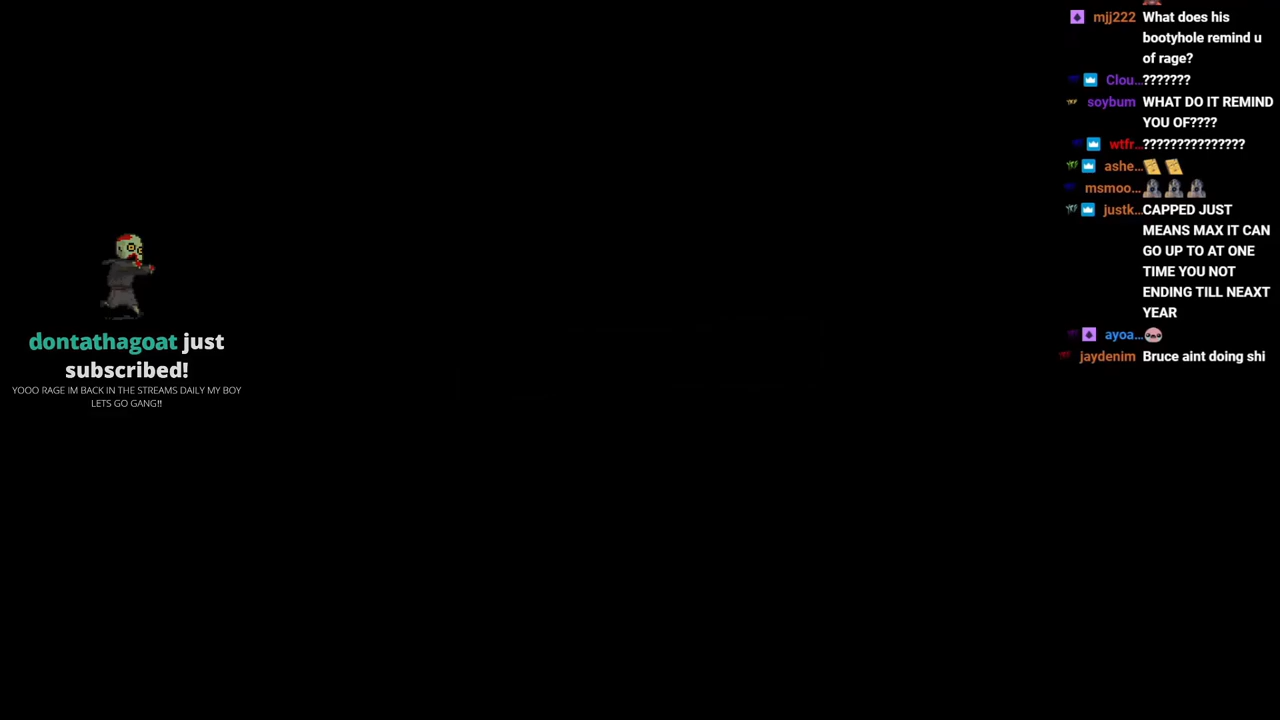 dontathagoat just
subscribed!
YOOO RAGE IM BACK IN THE STREAMS DAILY MY BOY
LETS GO GANG!!
mjj222 What does his
bootyhole remind u
of rage?
Clou... ???????
soybum WHAT DO IT REMIND
YOU OF????
wtfr... ???????????????
ashe...
msmoo...
justk... CAPPED JUST
MEANS MAX IT CAN
GO UP TO AT ONE
TIME YOU NOT
ENDING TILL NEAXT
YEAR
ayoa...
jaydenim Bruce aint doing shi